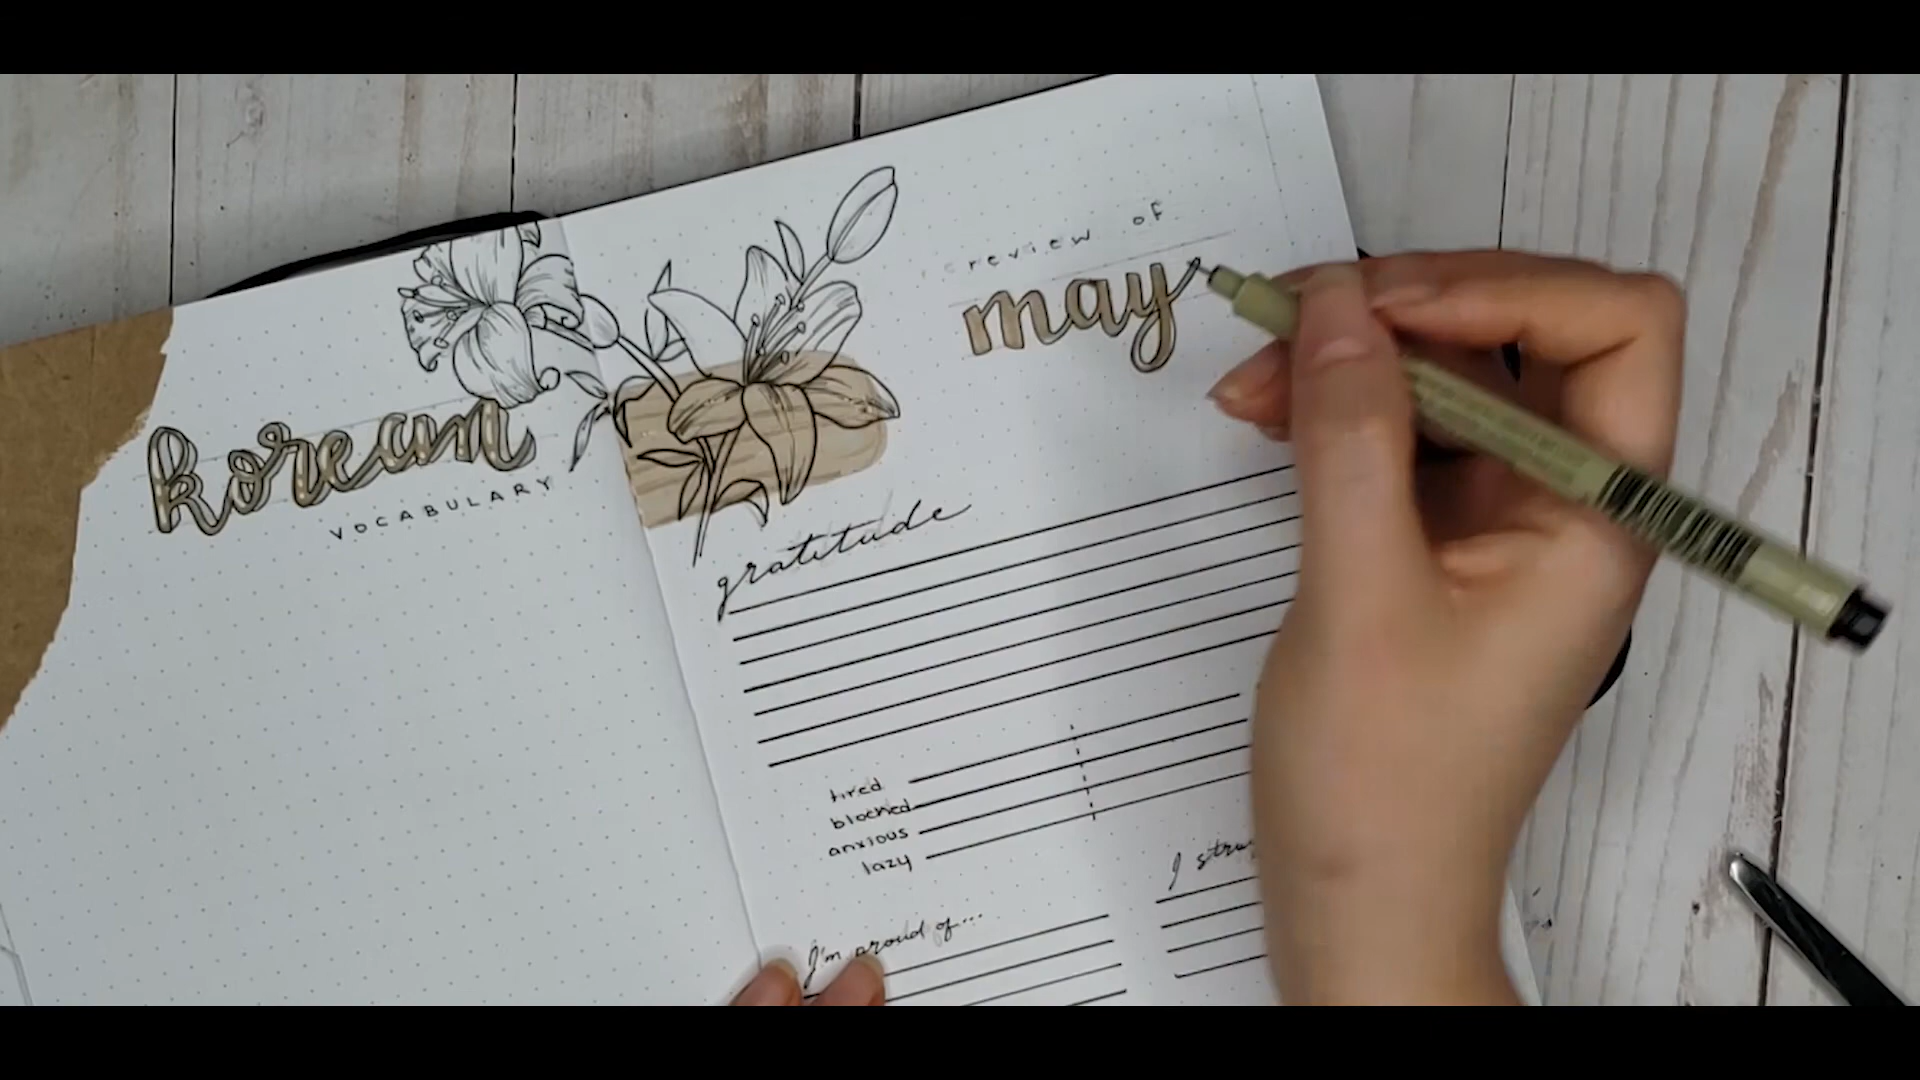 korean
VOCABULARY
review of
may
gratitude
tired
blocked
anxious
lazy
I'm proud of...
I